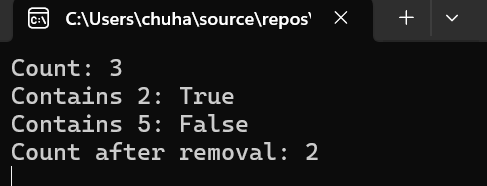 C:\Users\chuha\source\repos\
Count: 3
Contains 2: True
Contains 5: False
Count after removal: 2